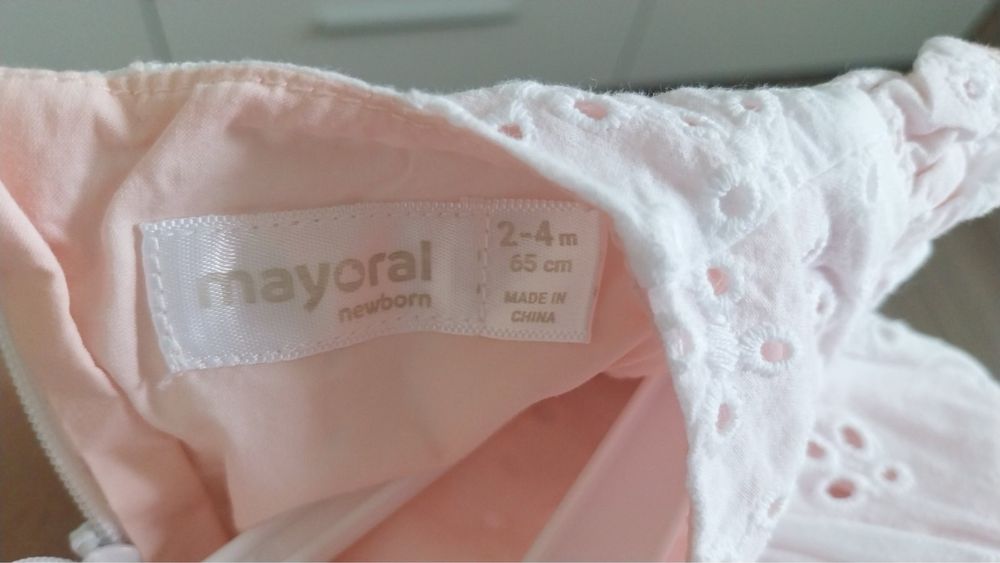 mayoral
newborn
2-4 m
65 cm
MADE IN
CHINA